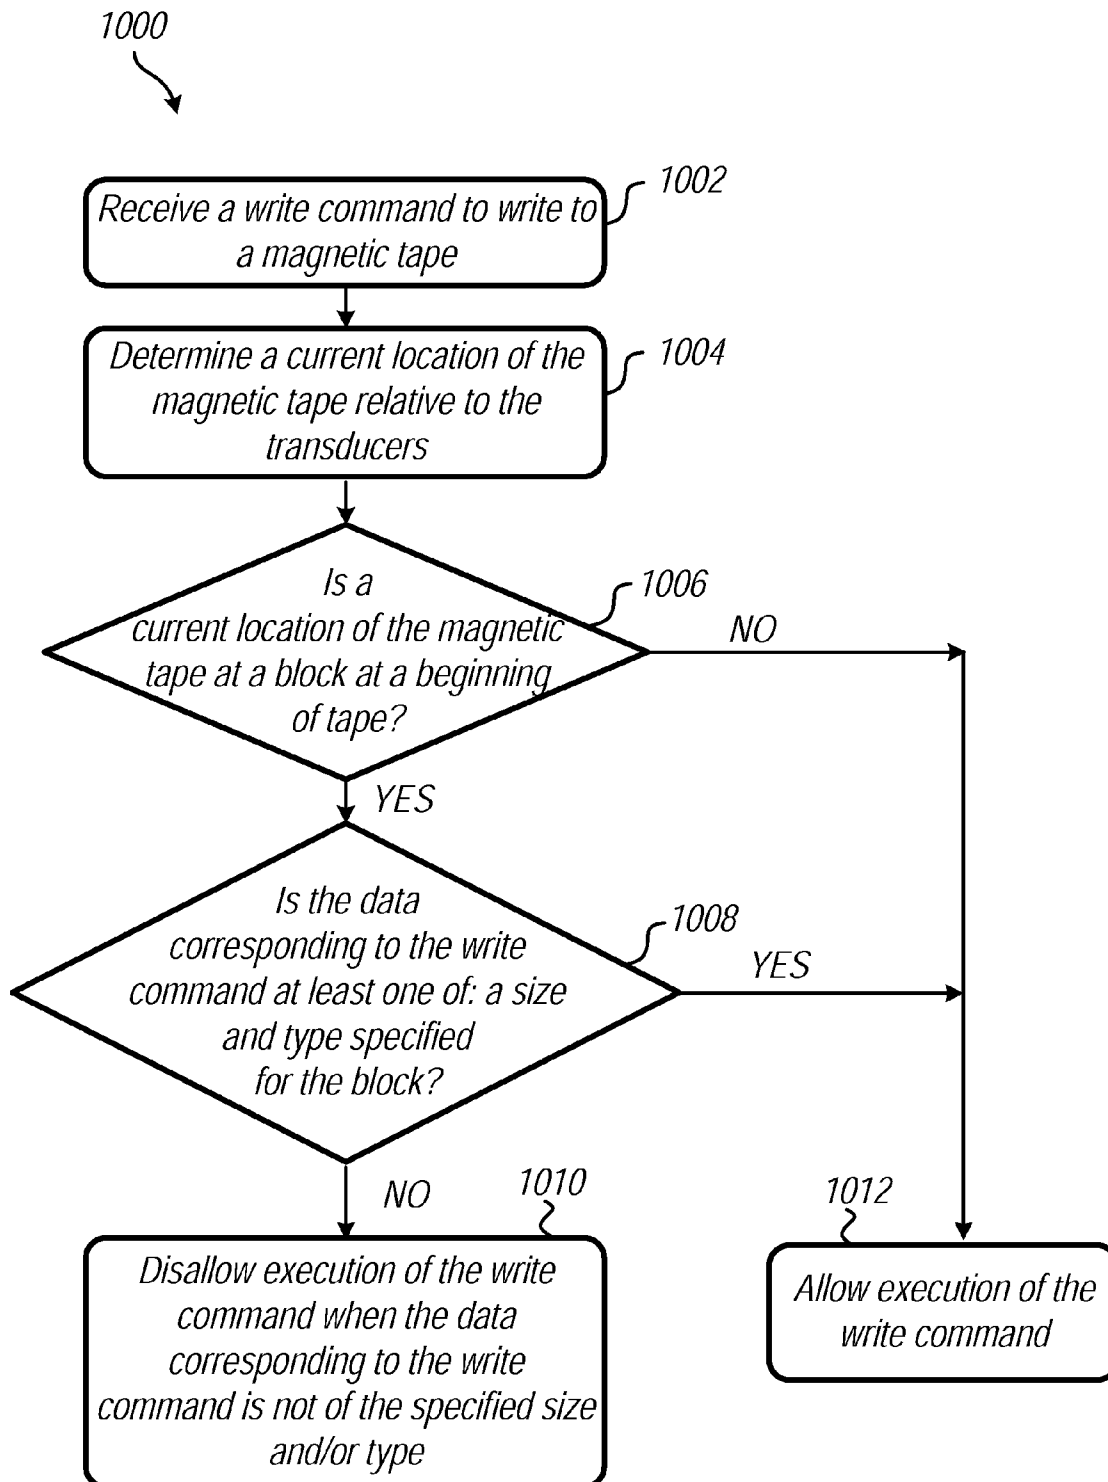 1000
1002
Receive a write command to write to
a magnetic tape
1004
Determine a current location of the
magnetic tape relative to the
transducers
1006
Is a
current location of the magnetic
tape at a block at a beginning
of tape?
NO
YES
1008
Is the data
corresponding to the write
command at least one of: a size
and type specified
for the block?
YES
NO
1010
Disallow execution of the write
command when the data
corresponding to the write
command is not of the specified size
and/or type
1012
Allow execution of the
write command